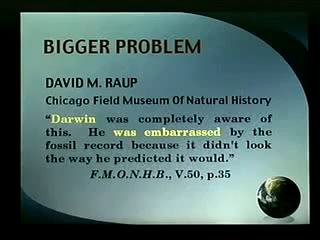 BIGGER PROBLEM
DAVID M. RAUP
Chicago Field Museum Of Natural History
“Darwin was completely aware of
this. He was embarrassed by the
fossil record because it didn't look
the way he predicted it would.”
F.M.O.N.H.B., V.50, p.35